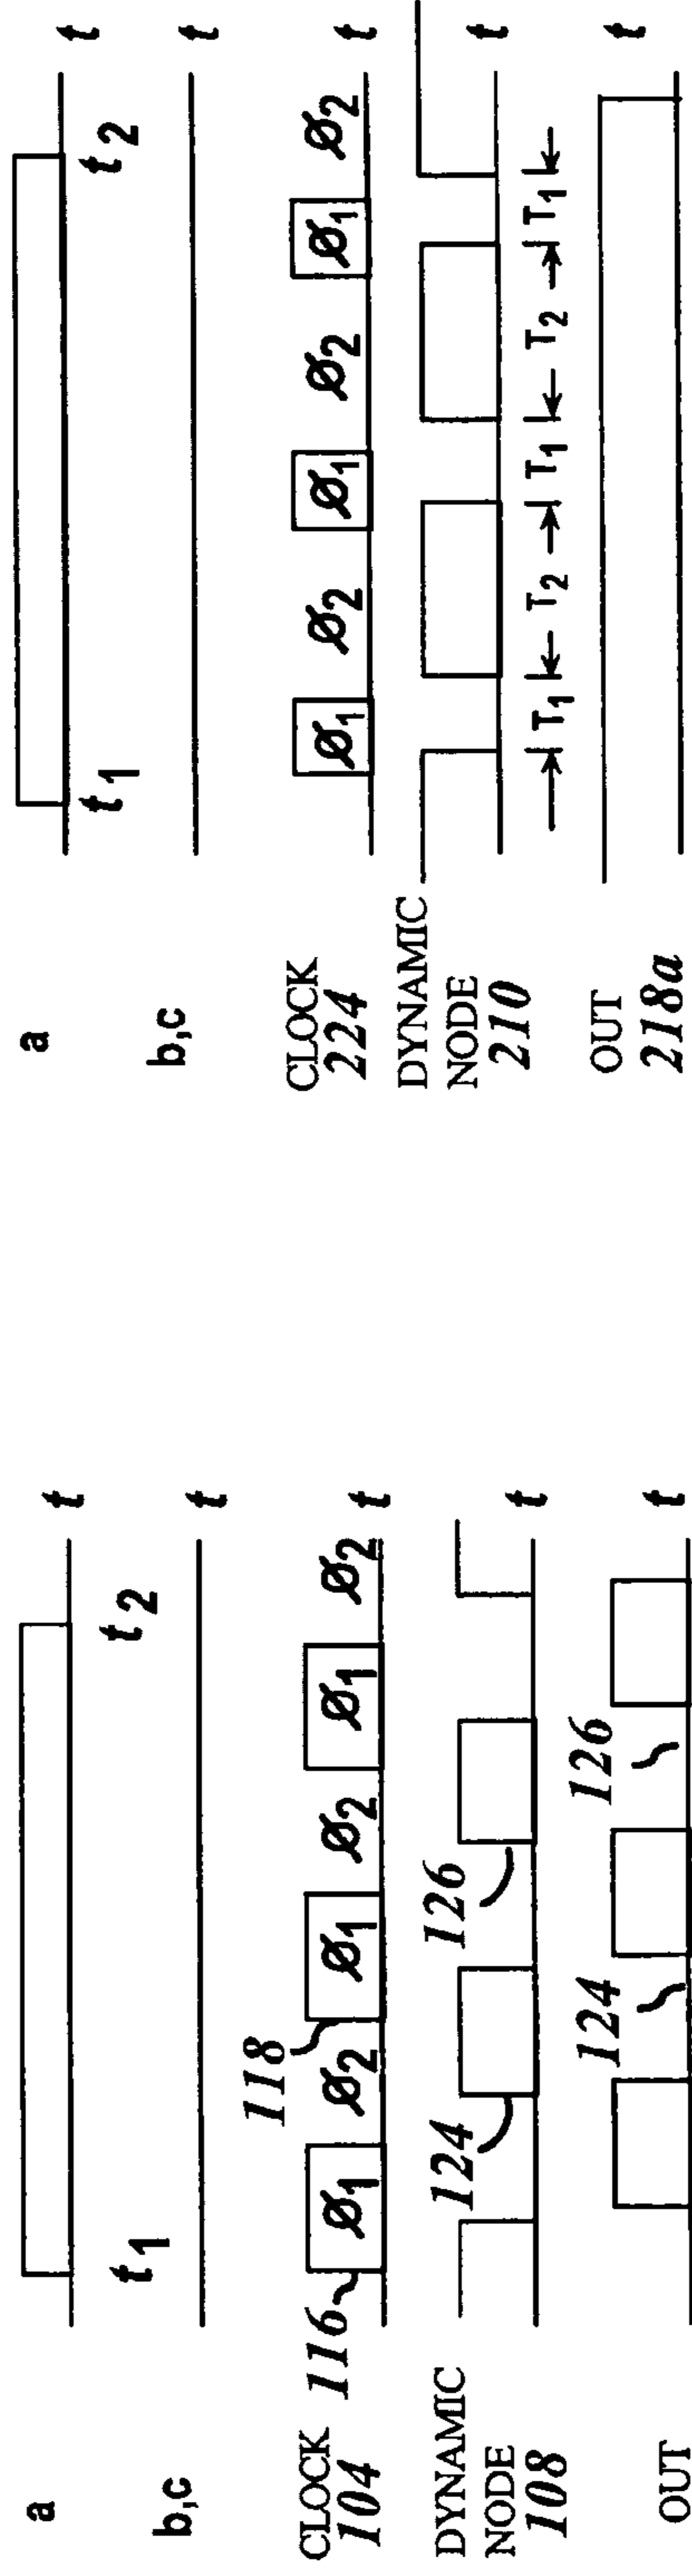 a
t
t1
t2
b,c
t
CLOCK
104
116
118
ø1 ø2 ø1 ø2 ø1 ø2
t
DYNAMIC
NODE
108
124
126
t
OUT
124
126
t
a
t
t1
t2
b,c
t
CLOCK
224
ø1 ø2 ø1 ø2 ø1 ø2
t
DYNAMIC
NODE
210
t
T1 T2 T1 T2 T1
OUT
218a
t